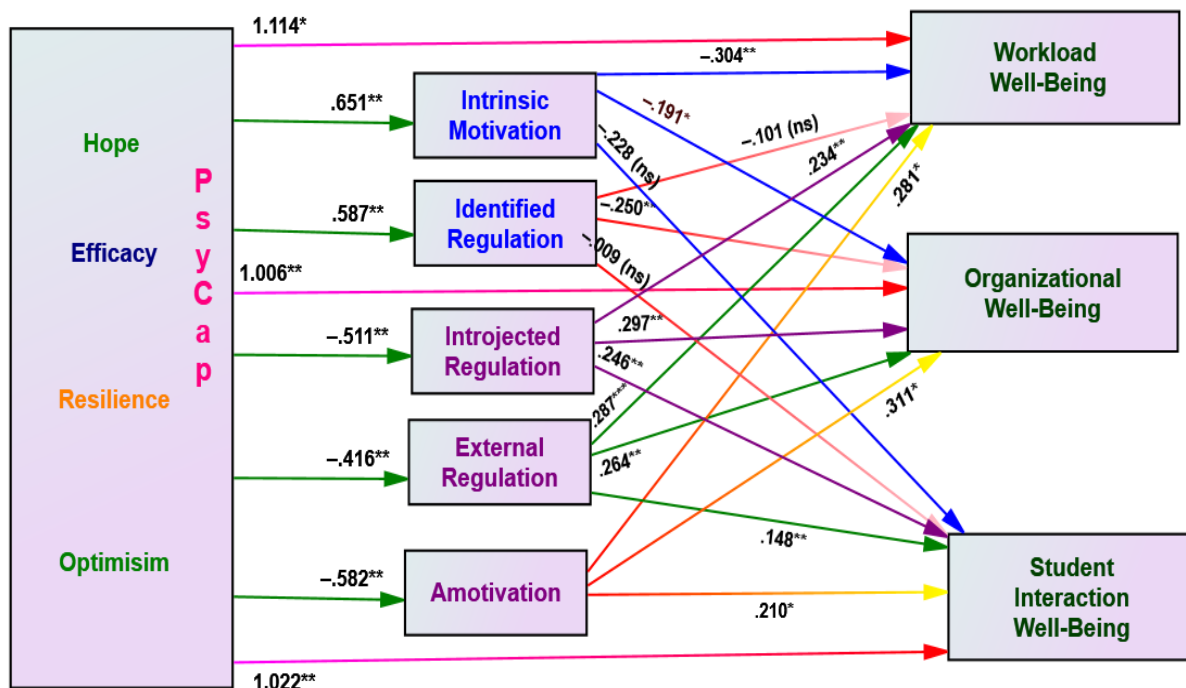 Hope
Efficacy
Resilience
Optimisim
PsyCap
1.114*
.651**
.587**
1.006**
–.511**
–.416**
–.582**
1.022**
Intrinsic
Motivation
Identified
Regulation
Introjected
Regulation
External
Regulation
Amotivation
–.304**
–.191*
–.228 (ns)
–.101 (ns)
–.250**
–.009 (ns)
.234**
.297**
.246**
.287***
.264**
.148**
.281*
.311*
.210*
Workload
Well-Being
Organizational
Well-Being
Student
Interaction
Well-Being